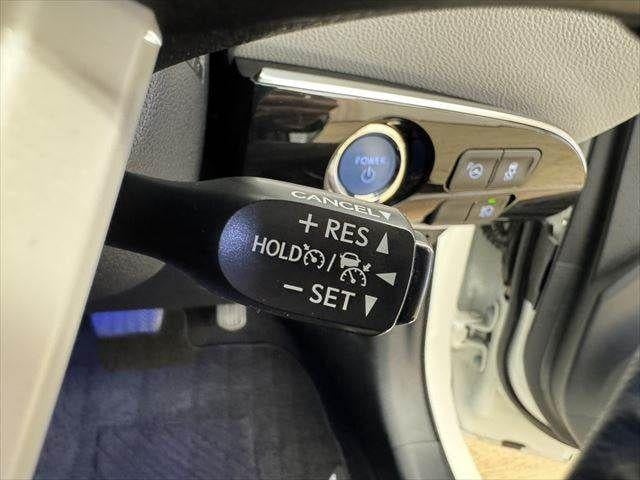 POWER
CANCEL▼
+ RES ▲
HOLD / ◀
− SET ▼